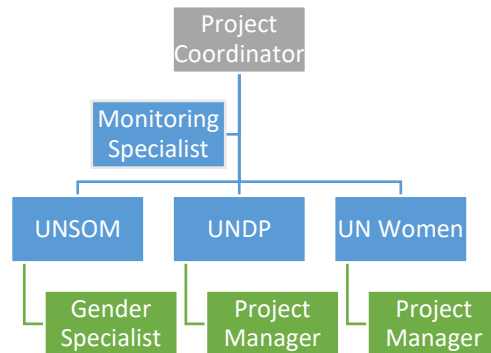 Project
Coordinator
Monitoring
Specialist
UNSOM
UNDP
UN Women
Gender
Specialist
Project
Manager
Project
Manager